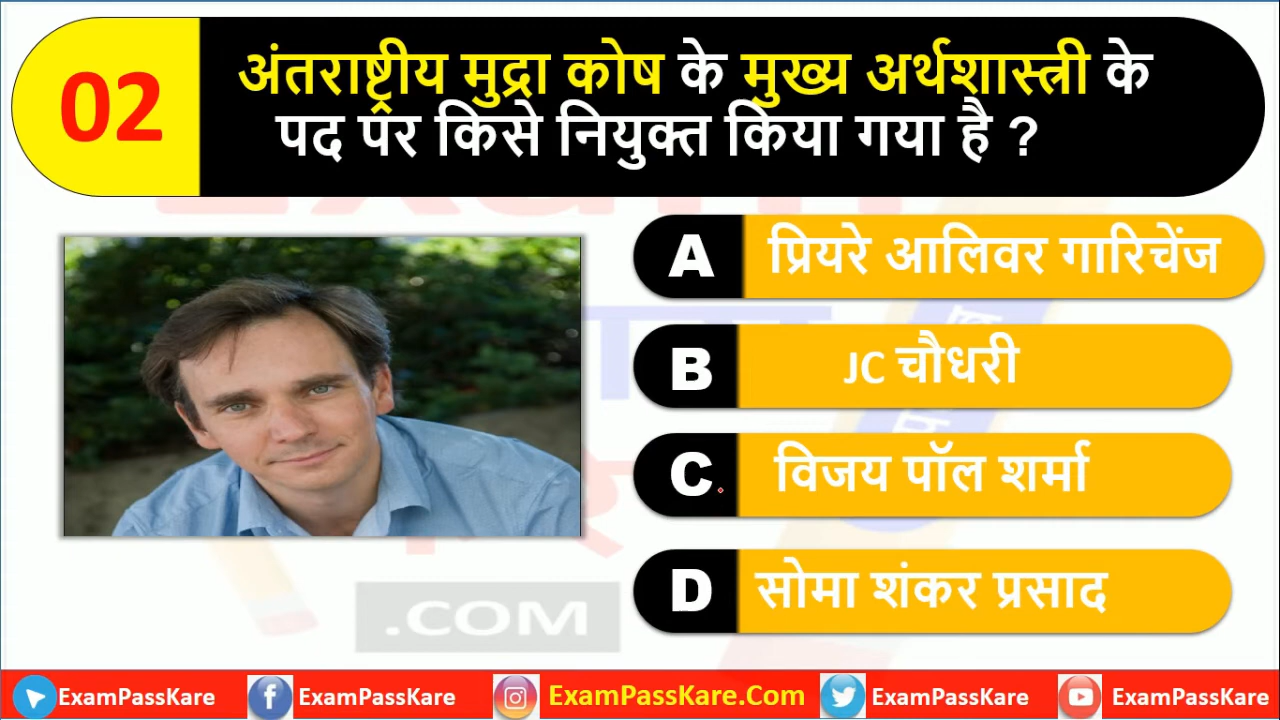 02
अंतराष्ट्रीय मुद्रा कोष के मुख्य अर्थशास्त्री के
पद पर किसे नियुक्त किया गया है ?
A प्रियरे आलिवर गारिचेंज
B JC चौधरी
C विजय पॉल शर्मा
D सोमा शंकर प्रसाद
.COM
ExamPassKare ExamPassKare ExamPassKare.Com ExamPassKare ExamPassKare